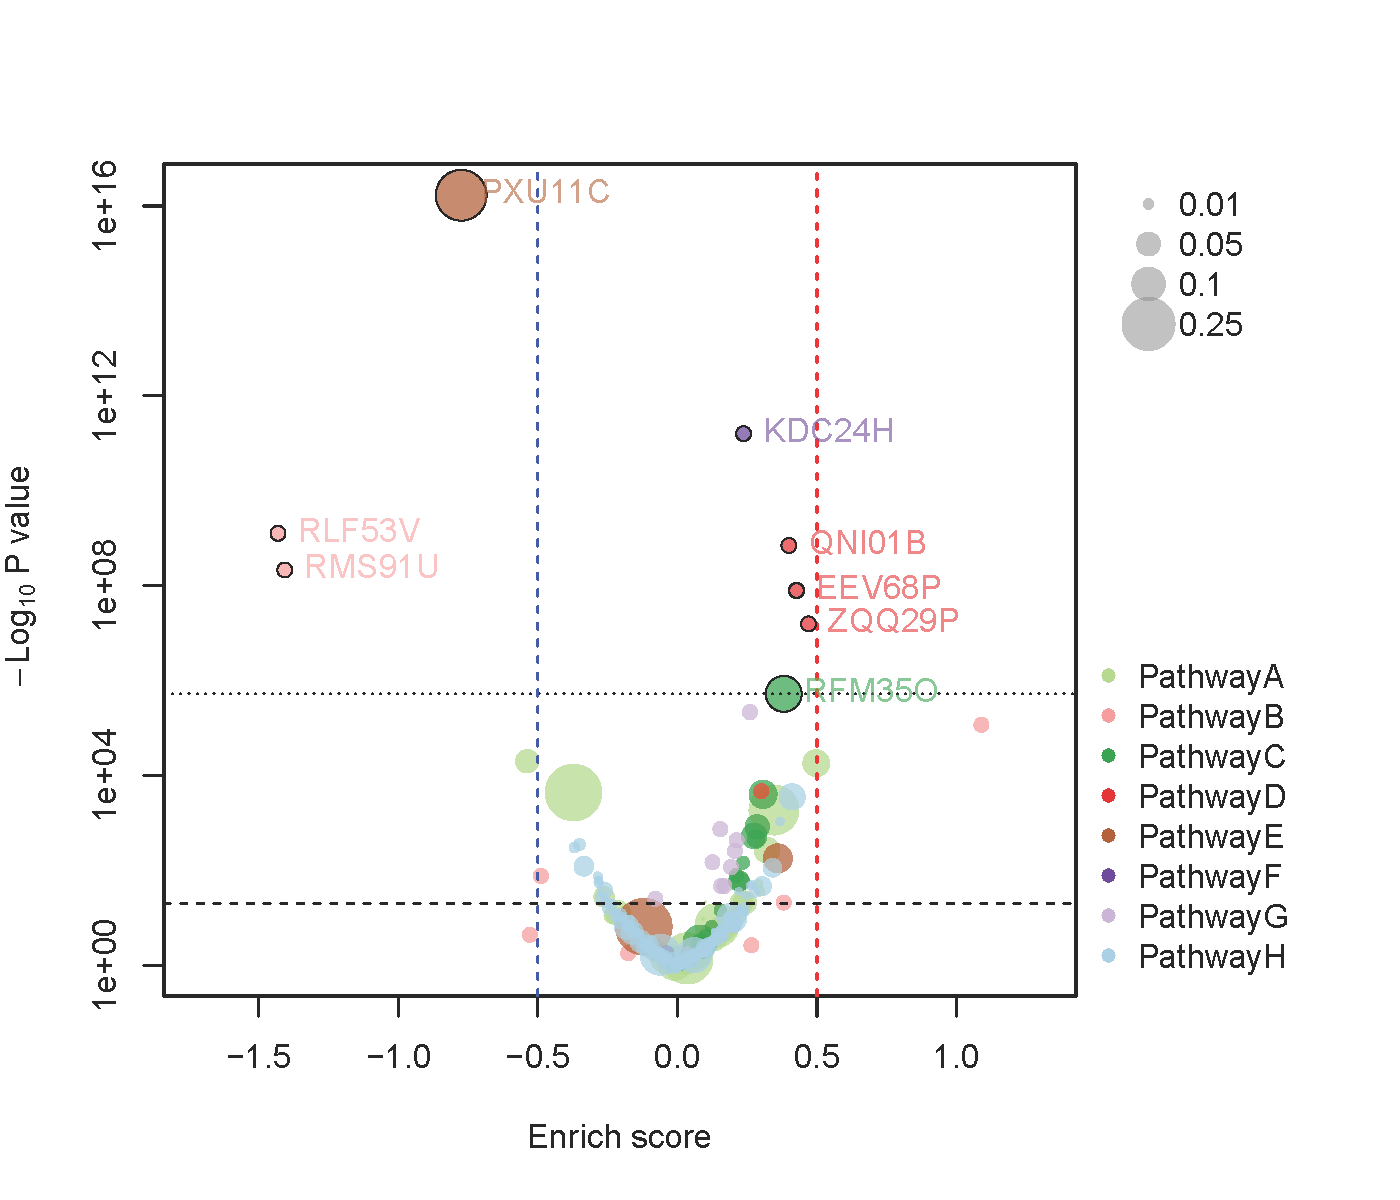 1e+16
1e+12
1e+08
1e+04
1e+00
−Log10 P value
PXU11C
KDC24H
RLF53V
RMS91U
QNI01B
EEV68P
ZQQ29P
RFM35O
0.01
0.05
0.1
0.25
PathwayA
PathwayB
PathwayC
PathwayD
PathwayE
PathwayF
PathwayG
PathwayH
−1.5
−1.0
−0.5
0.0
0.5
1.0
Enrich score